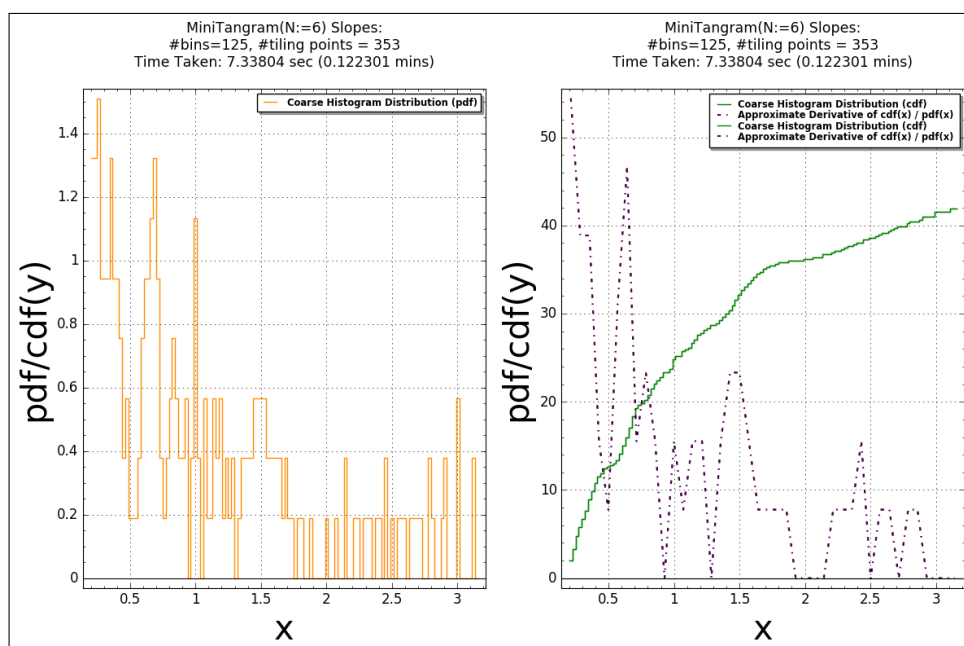 MiniTangram(N:=6) Slopes:
#bins=125, #tiling points = 353
Time Taken: 7.33804 sec (0.122301 mins)
Coarse Histogram Distribution (pdf)
1.4
1.2
1
0.8
0.6
0.4
0.2
0
pdf/cdf(y)
0.5
1
1.5
2
2.5
3
x
MiniTangram(N:=6) Slopes:
#bins=125, #tiling points = 353
Time Taken: 7.33804 sec (0.122301 mins)
Coarse Histogram Distribution (cdf)
Approximate Derivative of cdf(x) / pdf(x)
Coarse Histogram Distribution (cdf)
Approximate Derivative of cdf(x) / pdf(x)
50
40
30
20
10
0
pdf/cdf(y)
0.5
1
1.5
2
2.5
3
x